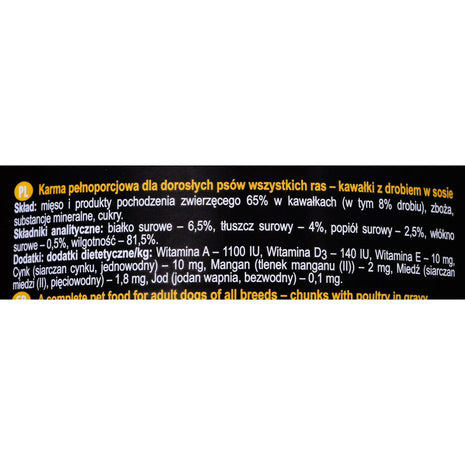 PL Karma pełnoporcjowa dla dorosłych psów wszystkich ras – kawałki z drobiem w sosie
Skład: mięso i produkty pochodzenia zwierzęcego 65% w kawałkach (w tym 8% drobiu), zboża,
substancje mineralne, cukry.
Składniki analityczne: białko surowe – 6,5%, tłuszcz surowy – 4%, popiół surowy – 2,5%, włókno
surowe – 0,5%, wilgotność – 81,5%.
Dodatki: dodatki dietetyczne/kg: Witamina A – 1100 IU, Witamina D3 – 140 IU, Witamina E – 10 mg,
Cynk (siarczan cynku, jednowodny) – 10 mg, Mangan (tlenek manganu (II)) – 2 mg, Miedź (siarczan
miedzi (II), pięciowodny) – 1,8 mg, Jod (jodan wapnia, bezwodny) – 0,1 mg.
A complete pet food for adult dogs of all breeds – chunks with poultry in gravy